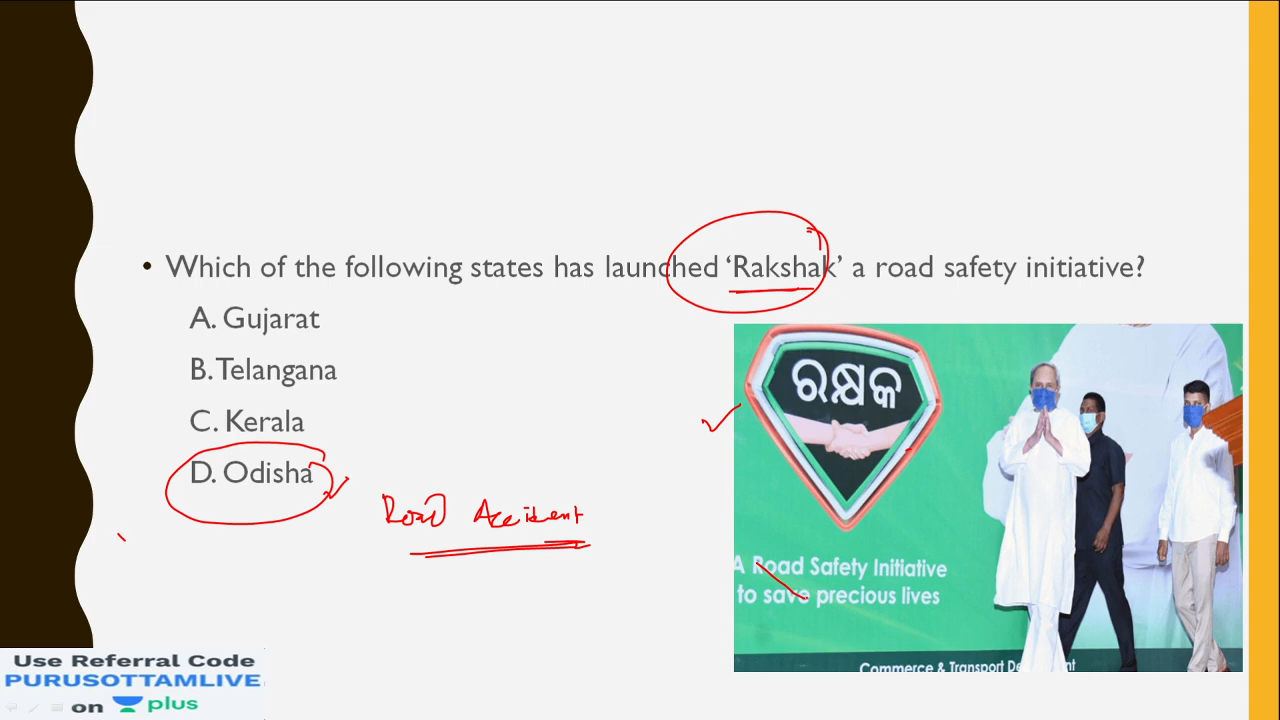 • Which of the following states has launched ‘Rakshak’ a road safety initiative?
A. Gujarat
B. Telangana
C. Kerala
D. Odisha
Road Accident
ରକ୍ଷକ
A Road Safety Initiative
to save precious lives
Commerce & Transport
Use Referral Code
PURUSOTTAMLIVE
on plus